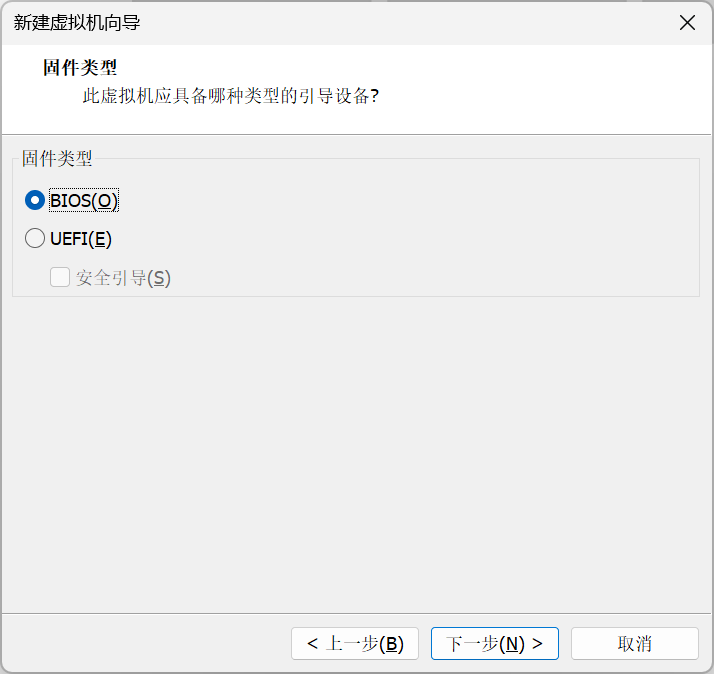 新建虚拟机向导
固件类型
此虚拟机应具备哪种类型的引导设备?
固件类型
BIOS(O)
UEFI(E)
安全引导(S)
< 上一步(B)
下一步(N) >
取消